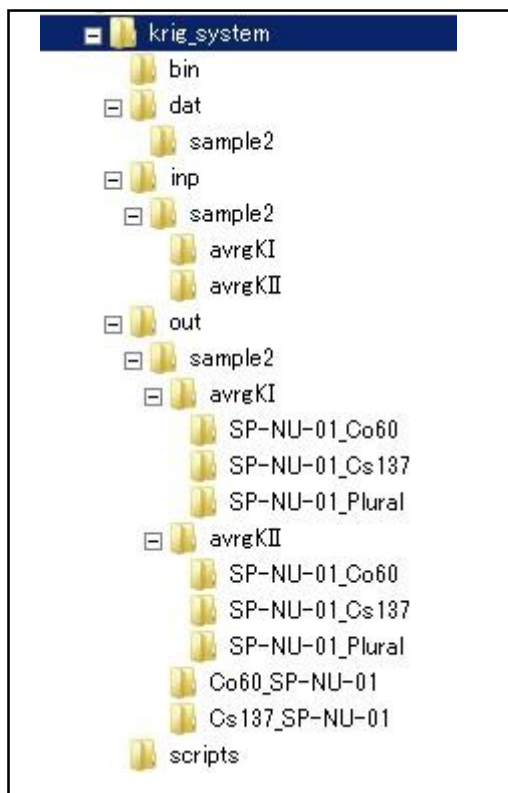 krig_system
bin
dat
sample2
inp
sample2
avrgKI
avrgKⅡ
out
sample2
avrgKI
SP-NU-01_Co60
SP-NU-01_Cs137
SP-NU-01_Plural
avrgKⅡ
SP-NU-01_Co60
SP-NU-01_Cs137
SP-NU-01_Plural
Co60_SP-NU-01
Cs137_SP-NU-01
scripts